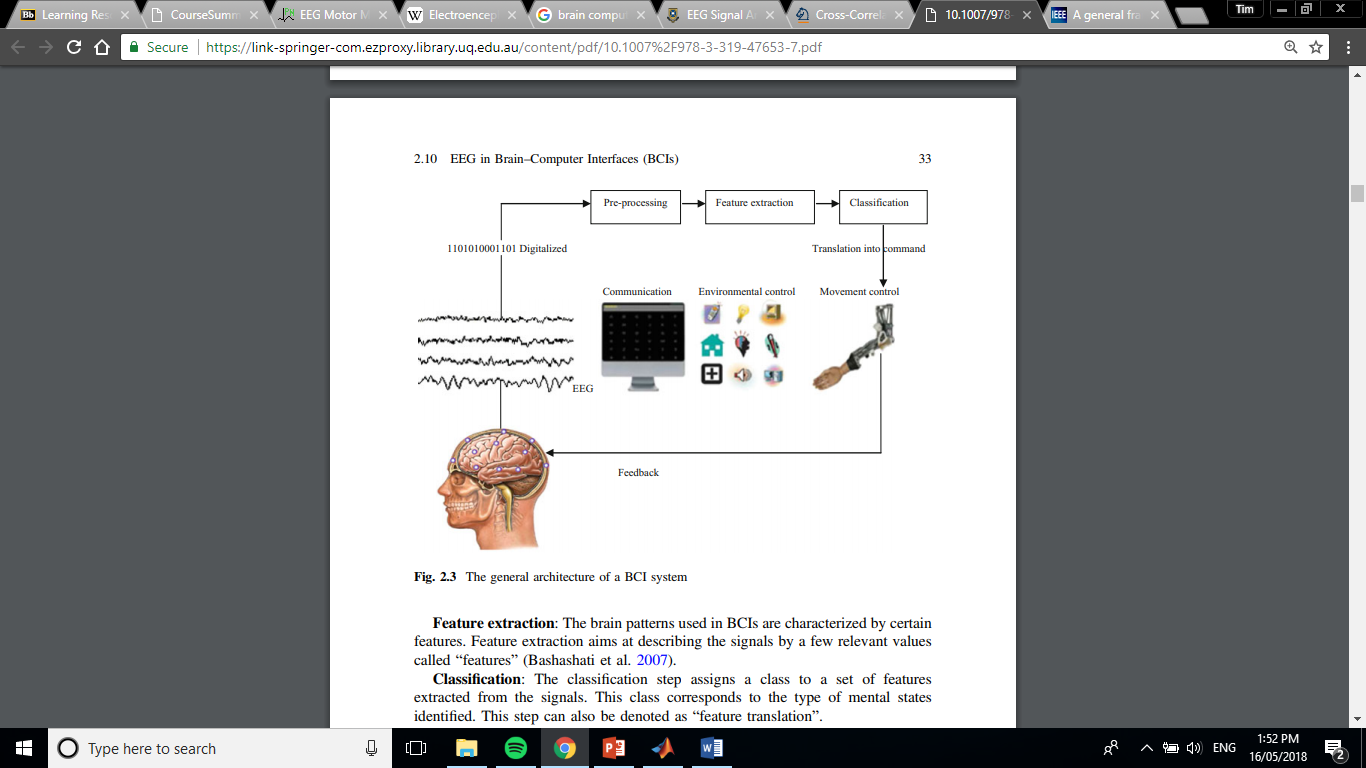 Bb Learning Res
CourseSumm
EEG Motor M
W Electroencep
G brain compu
EEG Signal A
Cross-Correl
10.1007/978-
IEEE A general fra
Tim
Secure
https://link-springer-com.ezproxy.library.uq.edu.au/content/pdf/10.1007%2F978-3-319-47653-7.pdf
2.10 EEG in Brain–Computer Interfaces (BCIs) 33
Pre-processing
Feature extraction
Classification
1101010001101 Digitalized
Translation into command
Communication
Environmental control
Movement control
EEG
Feedback
Fig. 2.3 The general architecture of a BCI system
Feature extraction: The brain patterns used in BCIs are characterized by certain
features. Feature extraction aims at describing the signals by a few relevant values
called “features” (Bashashati et al. 2007).
Classification: The classification step assigns a class to a set of features
extracted from the signals. This class corresponds to the type of mental states
identified. This step can also be denoted as “feature translation”.
Type here to search
ENG
1:52 PM
16/05/2018
2